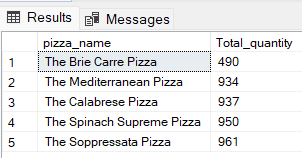 Results Messages
pizza_name Total_quantity
1 The Brie Carre Pizza 490
2 The Mediterranean Pizza 934
3 The Calabrese Pizza 937
4 The Spinach Supreme Pizza 950
5 The Soppressata Pizza 961